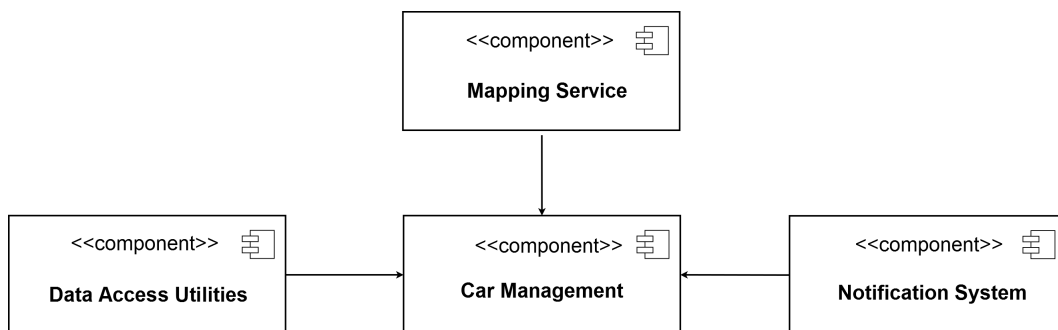 <<component>>
Mapping Service
<<component>>
Data Access Utilities
<<component>>
Car Management
<<component>>
Notification System